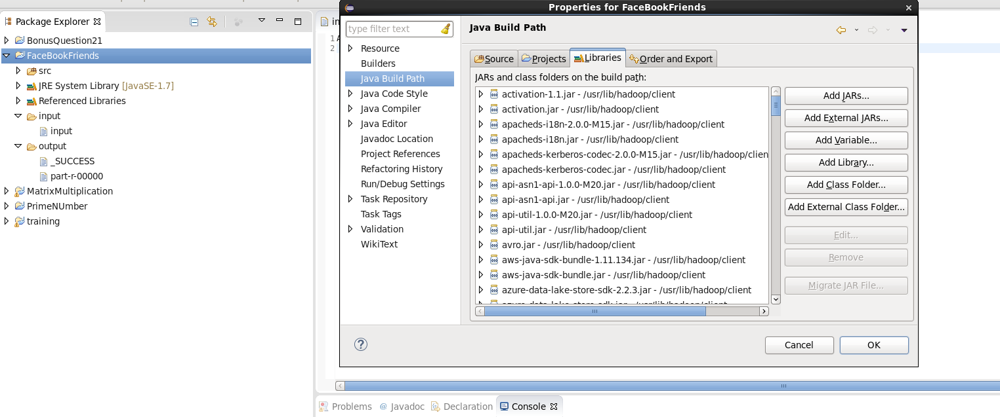 Properties for FaceBookFriends
Package Explorer
BonusQuestion21
FaceBookFriends
src
JRE System Library [JavaSE-1.7]
Referenced Libraries
input
input
output
_SUCCESS
part-r-00000
MatrixMultiplication
PrimeNUmber
training
in
1
2
type filter text
Resource
Builders
Java Build Path
Java Code Style
Java Compiler
Java Editor
Javadoc Location
Project References
Refactoring History
Run/Debug Settings
Task Repository
Task Tags
Validation
WikiText
Java Build Path
Source
Projects
Libraries
Order and Export
JARs and class folders on the build path:
activation-1.1.jar - /usr/lib/hadoop/client
activation.jar - /usr/lib/hadoop/client
apacheds-i18n-2.0.0-M15.jar - /usr/lib/hadoop/client
apacheds-i18n.jar - /usr/lib/hadoop/client
apacheds-kerberos-codec-2.0.0-M15.jar - /usr/lib/hadoop/clien
apacheds-kerberos-codec.jar - /usr/lib/hadoop/client
api-asn1-api-1.0.0-M20.jar - /usr/lib/hadoop/client
api-asn1-api.jar - /usr/lib/hadoop/client
api-util-1.0.0-M20.jar - /usr/lib/hadoop/client
api-util.jar - /usr/lib/hadoop/client
avro.jar - /usr/lib/hadoop/client
aws-java-sdk-bundle-1.11.134.jar - /usr/lib/hadoop/client
aws-java-sdk-bundle.jar - /usr/lib/hadoop/client
azure-data-lake-store-sdk-2.2.3.jar - /usr/lib/hadoop/client
Add JARs...
Add External JARs...
Add Variable...
Add Library...
Add Class Folder...
Add External Class Folder...
Edit...
Remove
Migrate JAR File...
Cancel
OK
Problems
Javadoc
Declaration
Console